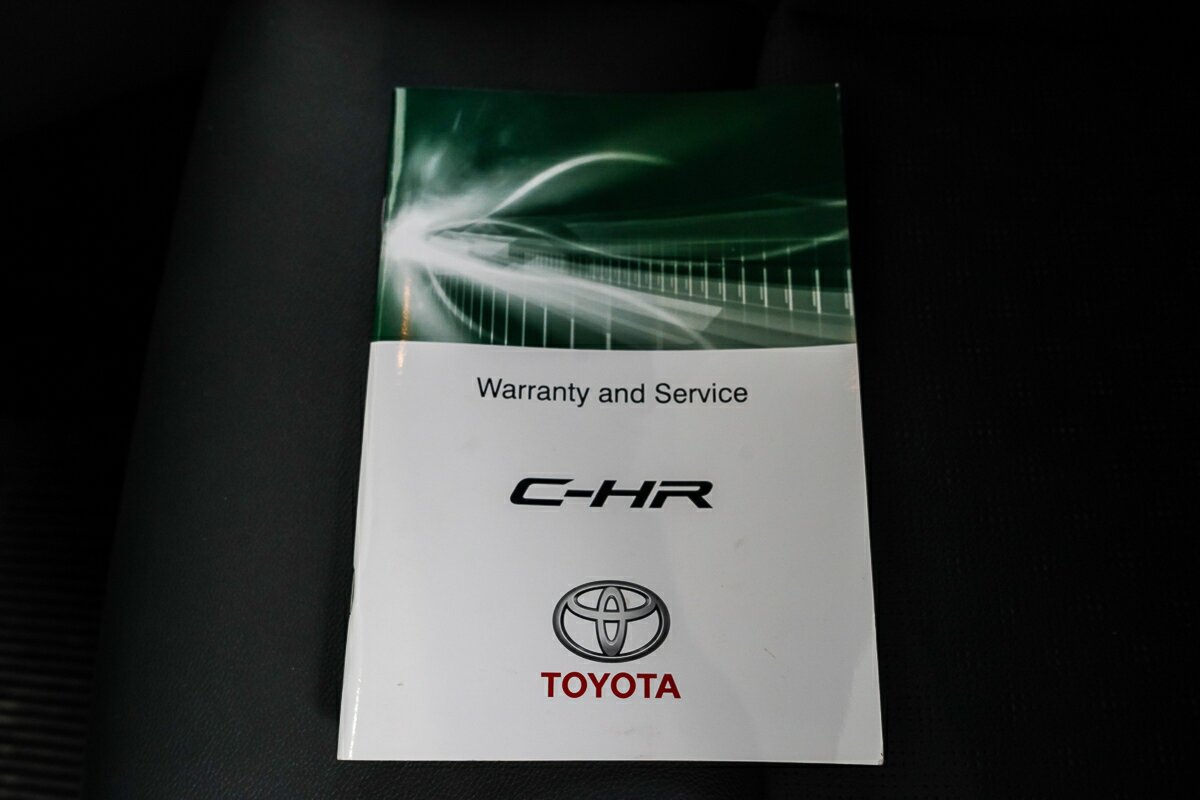 Warranty and Service
C-HR
TOYOTA